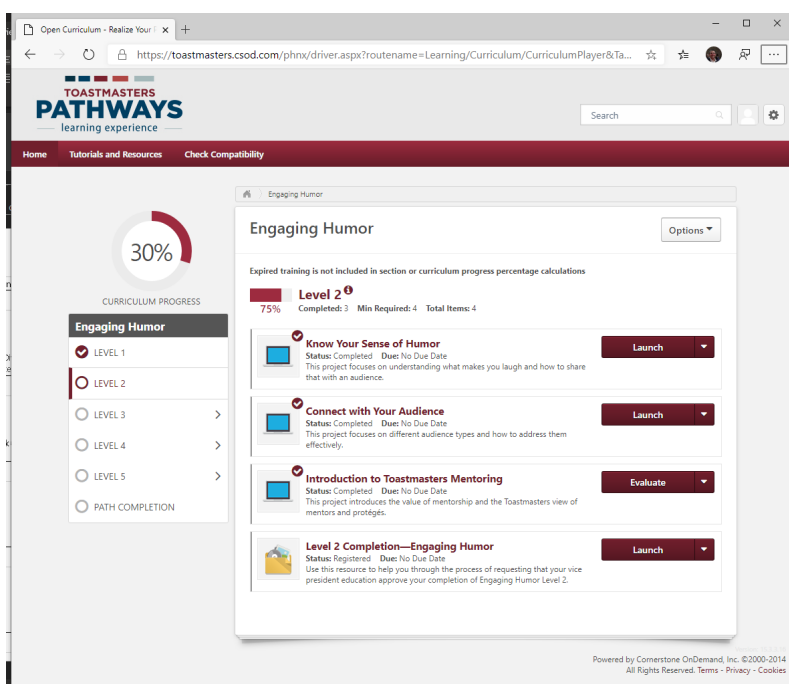 Open Curriculum - Realize Your
https://toastmasters.csod.com/phnx/driver.aspx?routename=Learning/Curriculum/CurriculumPlayer&Ta...
TOASTMASTERS
PATHWAYS
learning experience
Search
Home Tutorials and Resources Check Compatibility
Engaging Humor
Engaging Humor
Options
30%
CURRICULUM PROGRESS
Expired training is not included in section or curriculum progress percentage calculations
Level 2
75% Completed: 3 Min Required: 4 Total Items: 4
Engaging Humor
LEVEL 1
LEVEL 2
LEVEL 3
LEVEL 4
LEVEL 5
PATH COMPLETION
Know Your Sense of Humor
Status: Completed Due: No Due Date
This project focuses on understanding what makes you laugh and how to share
that with an audience.
Launch
Connect with Your Audience
Status: Completed Due: No Due Date
This project focuses on different audience types and how to address them
effectively.
Launch
Introduction to Toastmasters Mentoring
Status: Completed Due: No Due Date
This project introduces the value of mentorship and the Toastmasters view of
mentors and protégés.
Evaluate
Level 2 Completion—Engaging Humor
Status: Registered Due: No Due Date
Use this resource to help you through the process of requesting that your vice
president education approve your completion of Engaging Humor Level 2.
Launch
Powered by Cornerstone OnDemand, Inc. ©2000-2014
All Rights Reserved. Terms - Privacy - Cookies